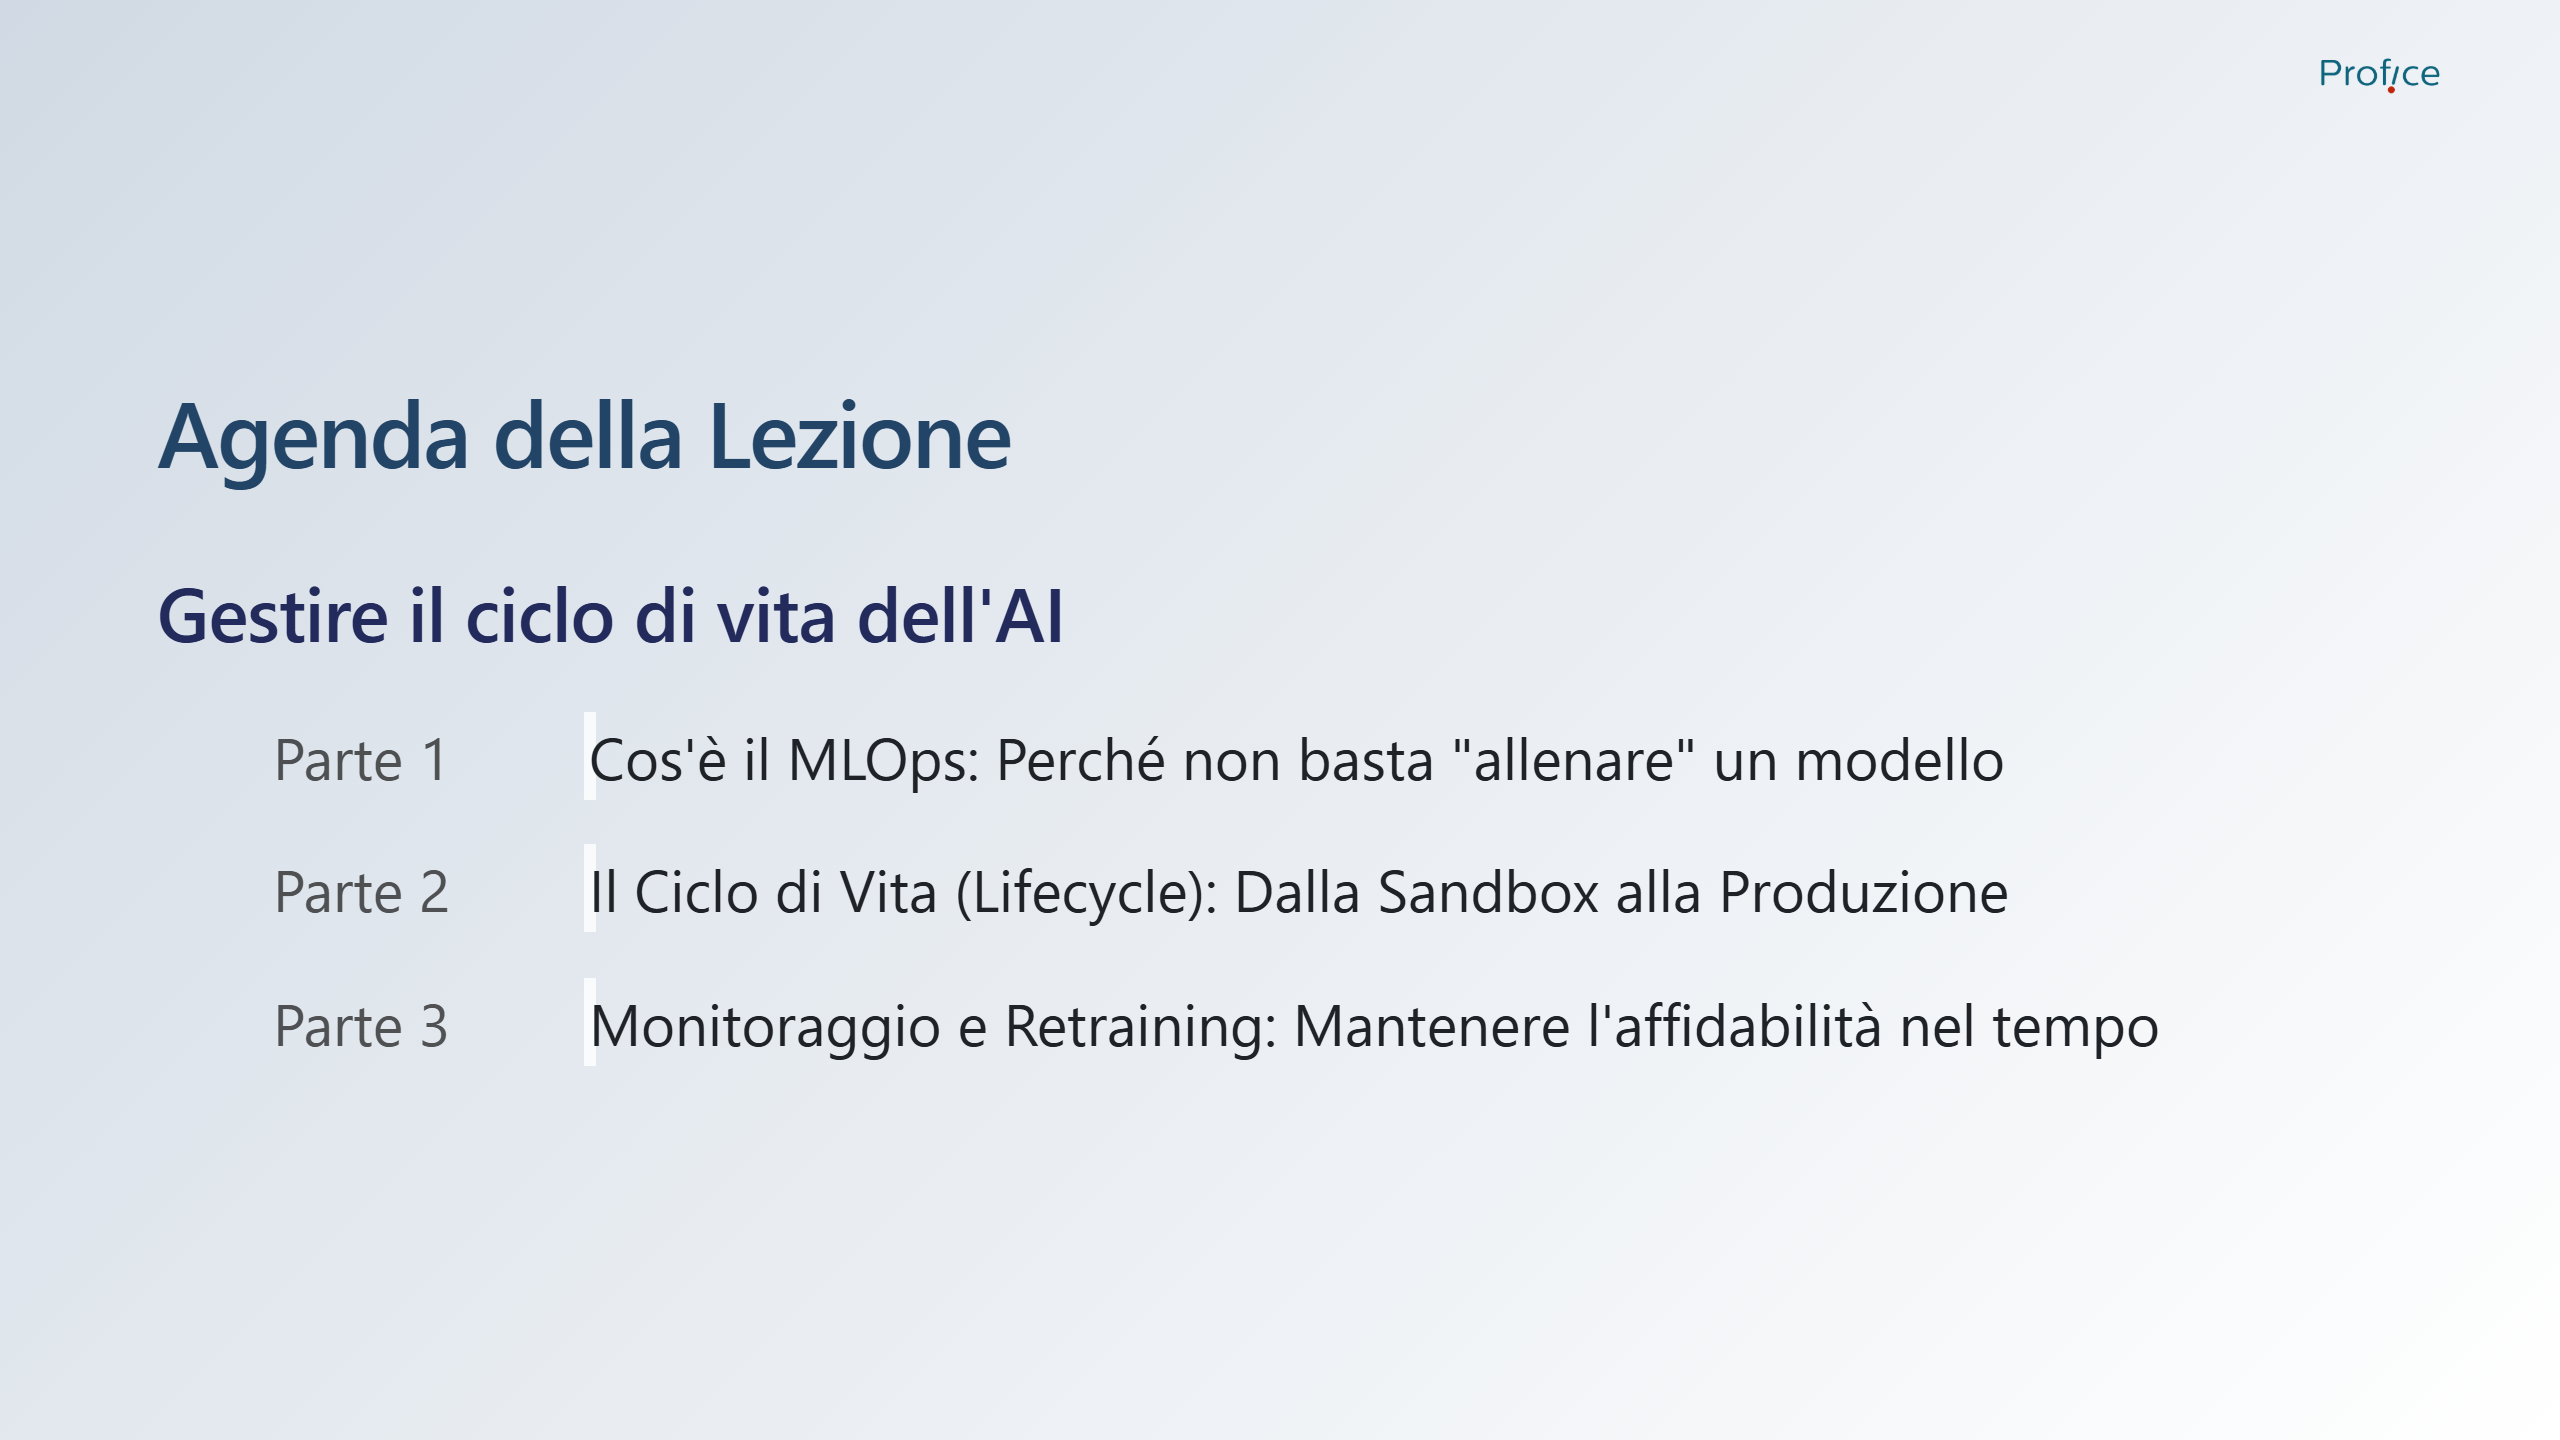 Profice
Agenda della Lezione
Gestire il ciclo di vita dell'AI
Parte 1 Cos'è il MLOps: Perché non basta "allenare" un modello
Parte 2 Il Ciclo di Vita (Lifecycle): Dalla Sandbox alla Produzione
Parte 3 Monitoraggio e Retraining: Mantenere l'affidabilità nel tempo